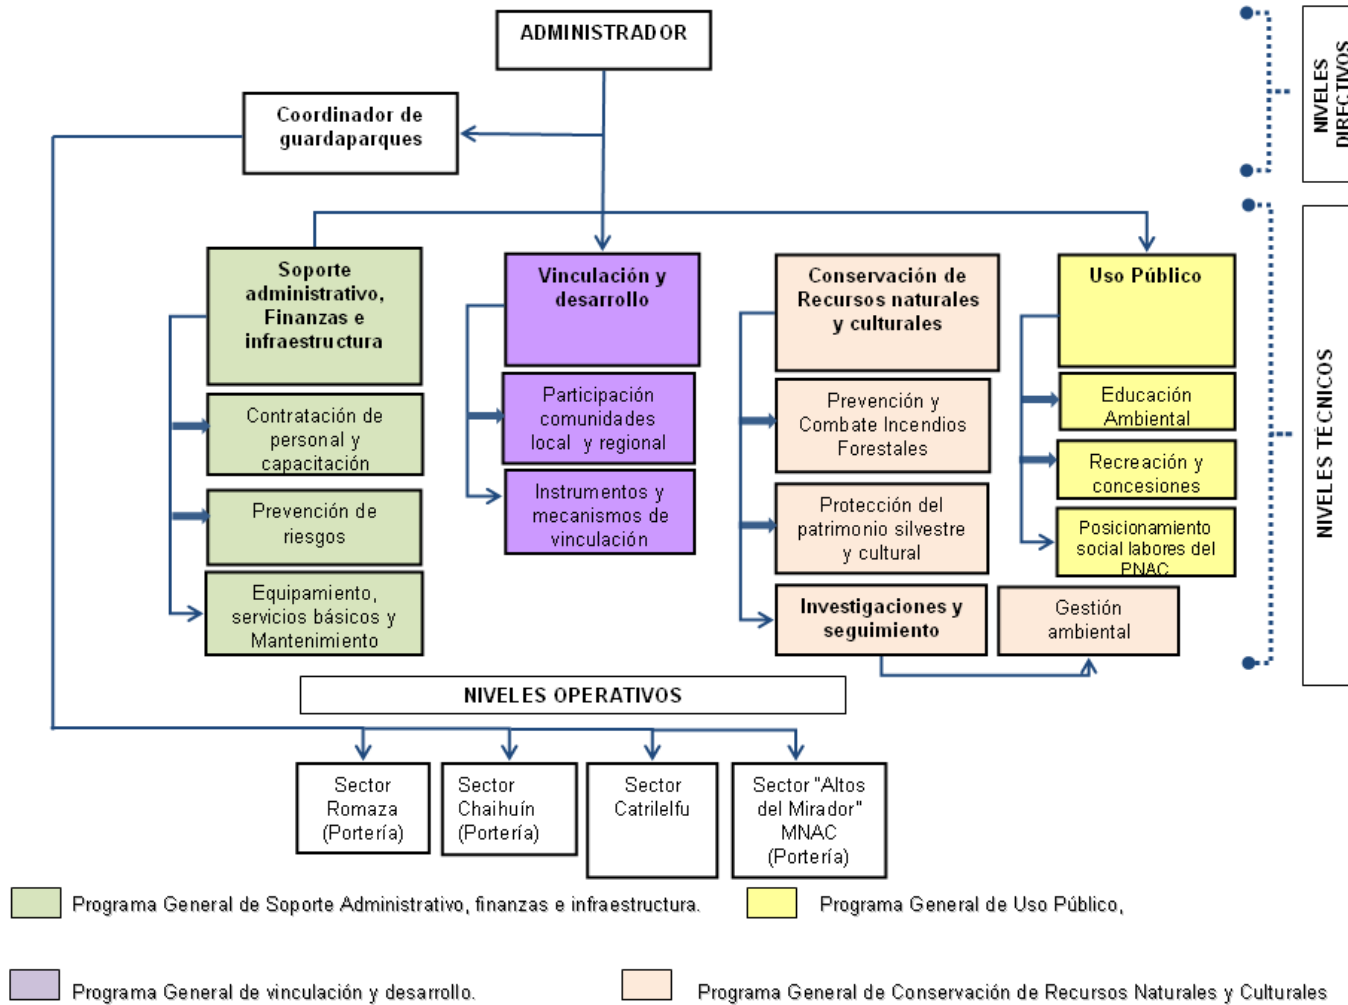 ADMINISTRADOR
Coordinador de
guardaparques
NIVELES
DIRECTIVOS
Soporte
administrativo,
Finanzas e
infraestructura
Contratación de
personal y
capacitación
Prevención de
riesgos
Equipamiento,
servicios básicos y
Mantenimiento
Vinculación y
desarrollo
Participación
comunidades
local y regional
Instrumentos y
mecanismos de
vinculación
Conservación de
Recursos naturales
y culturales
Prevención y
Combate Incendios
Forestales
Protección del
patrimonio silvestre
y cultural
Investigaciones y
seguimiento
Gestión
ambiental
Uso Público
Educación
Ambiental
Recreación y
concesiones
Posicionamiento
social labores del
PNAC
NIVELES TÉCNICOS
NIVELES OPERATIVOS
Sector
Romaza
(Portería)
Sector
Chaihuín
(Portería)
Sector
Catrilelfu
Sector "Altos
del Mirador"
MNAC
(Portería)
Programa General de Soporte Administrativo, finanzas e infraestructura.
Programa General de Uso Público,
Programa General de vinculación y desarrollo.
Programa General de Conservación de Recursos Naturales y Culturales